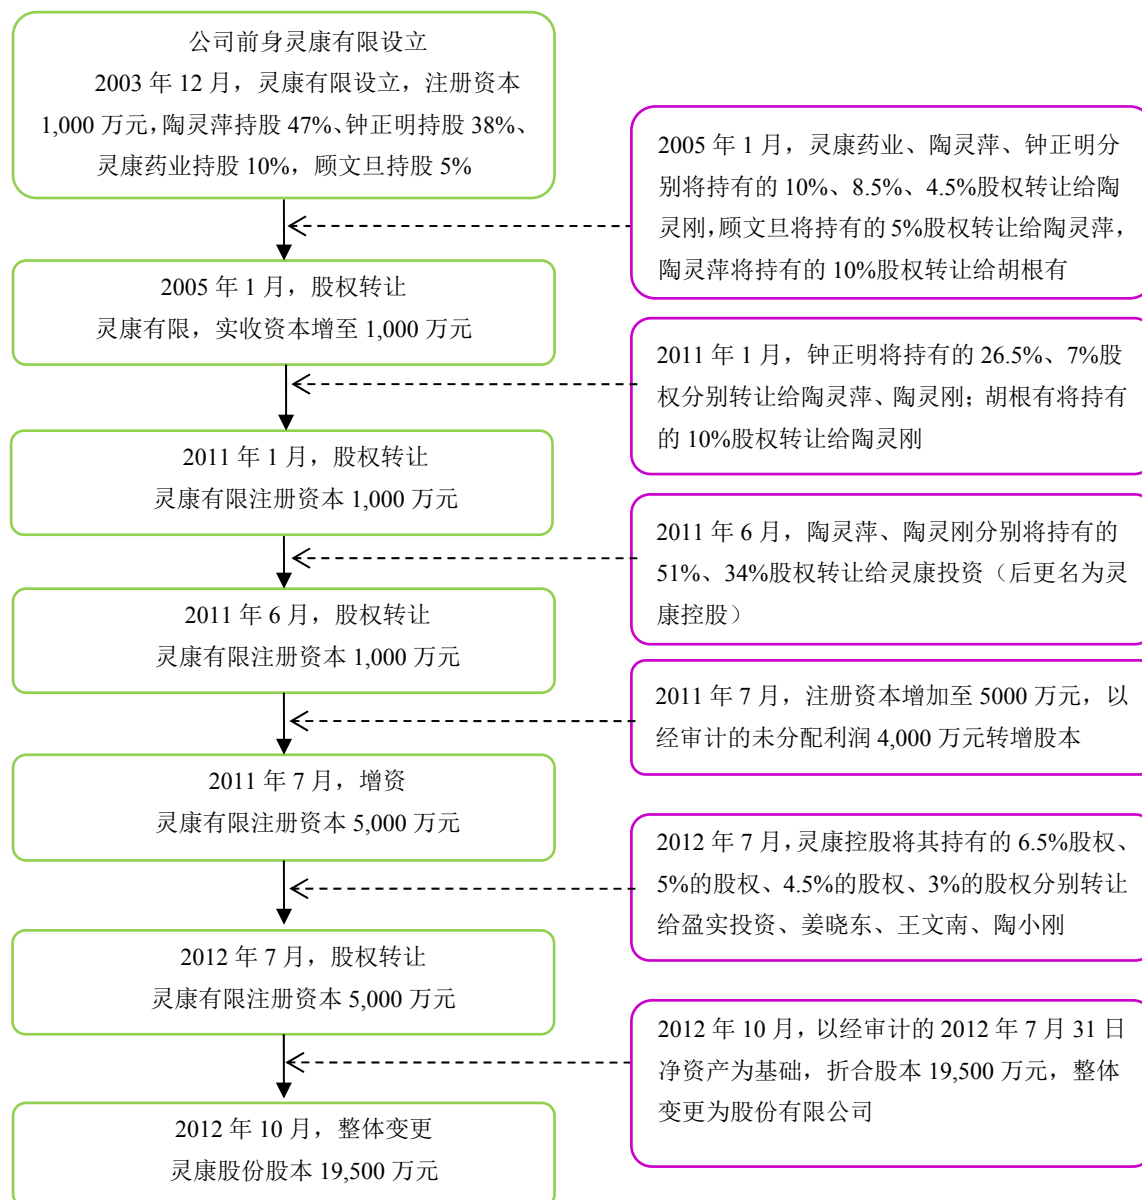 公司前身灵康有限设立
2003 年 12 月，灵康有限设立，注册资本
1,000 万元，陶灵萍持股 47%、钟正明持股 38%、
灵康药业持股 10%，顾文旦持股 5%
2005 年 1 月，灵康药业、陶灵萍、钟正明分
别将持有的 10%、8.5%、4.5%股权转让给陶
灵刚，顾文旦将持有的 5%股权转让给陶灵萍，
陶灵萍将持有的 10%股权转让给胡根有
2005 年 1 月，股权转让
灵康有限，实收资本增至 1,000 万元
2011 年 1 月，钟正明将持有的 26.5%、7%股
权分别转让给陶灵萍、陶灵刚；胡根有将持有
的 10%股权转让给陶灵刚
2011 年 1 月，股权转让
灵康有限注册资本 1,000 万元
2011 年 6 月，陶灵萍、陶灵刚分别将持有的
51%、34%股权转让给灵康投资（后更名为灵
康控股）
2011 年 6 月，股权转让
灵康有限注册资本 1,000 万元
2011 年 7 月，注册资本增加至 5000 万元，以
经审计的未分配利润 4,000 万元转增股本
2011 年 7 月，增资
灵康有限注册资本 5,000 万元
2012 年 7 月，灵康控股将其持有的 6.5%股权、
5%的股权、4.5%的股权、3%的股权分别转让
给盈实投资、姜晓东、王文南、陶小刚
2012 年 7 月，股权转让
灵康有限注册资本 5,000 万元
2012 年 10 月，以经审计的 2012 年 7 月 31 日
净资产为基础，折合股本 19,500 万元，整体
变更为股份有限公司
2012 年 10 月，整体变更
灵康股份股本 19,500 万元